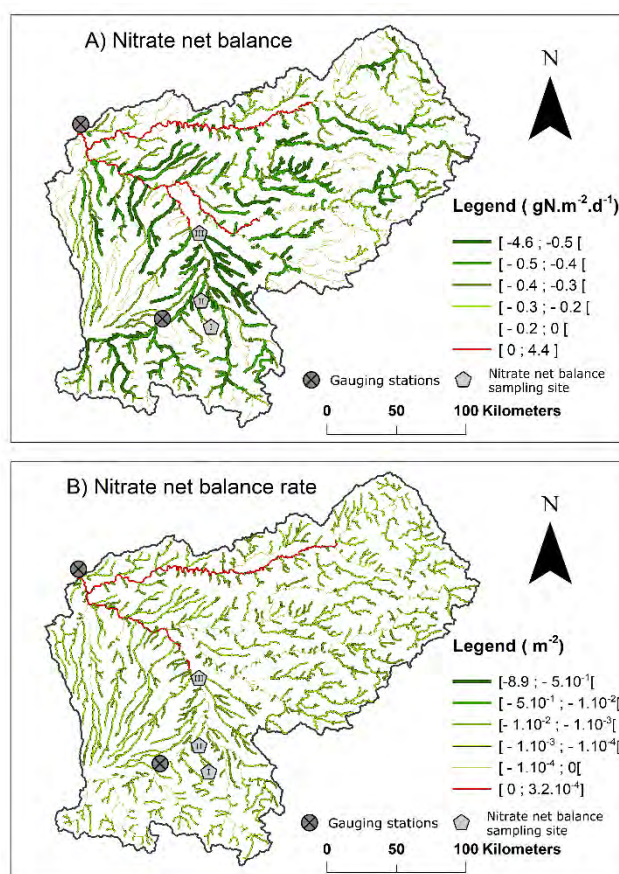 A) Nitrate net balance
N
Legend ( gN.m-2.d-1)
[ -4.6 ; -0.5 [
[ - 0.5 ; -0.4 [
[ - 0.4 ; -0.3 [
[ - 0.3 ; - 0.2 [
[ - 0.2 ; 0 [
[ 0 ; 4.4 ]
III
II
I
Gauging stations
Nitrate net balance
sampling site
0 50 100 Kilometers
B) Nitrate net balance rate
N
Legend ( m-2)
[-8.9 ; - 5.10-1[
[ - 5.10-1 ; - 1.10-2[
[ - 1.10-2 ; - 1.10-3[
[ - 1.10-3 ; - 1.10-4[
[ - 1.10-4 ; 0[
[ 0 ; 3.2.10-4]
III
II
I
Gauging stations
Nitrate net balance
sampling site
0 50 100 Kilometers